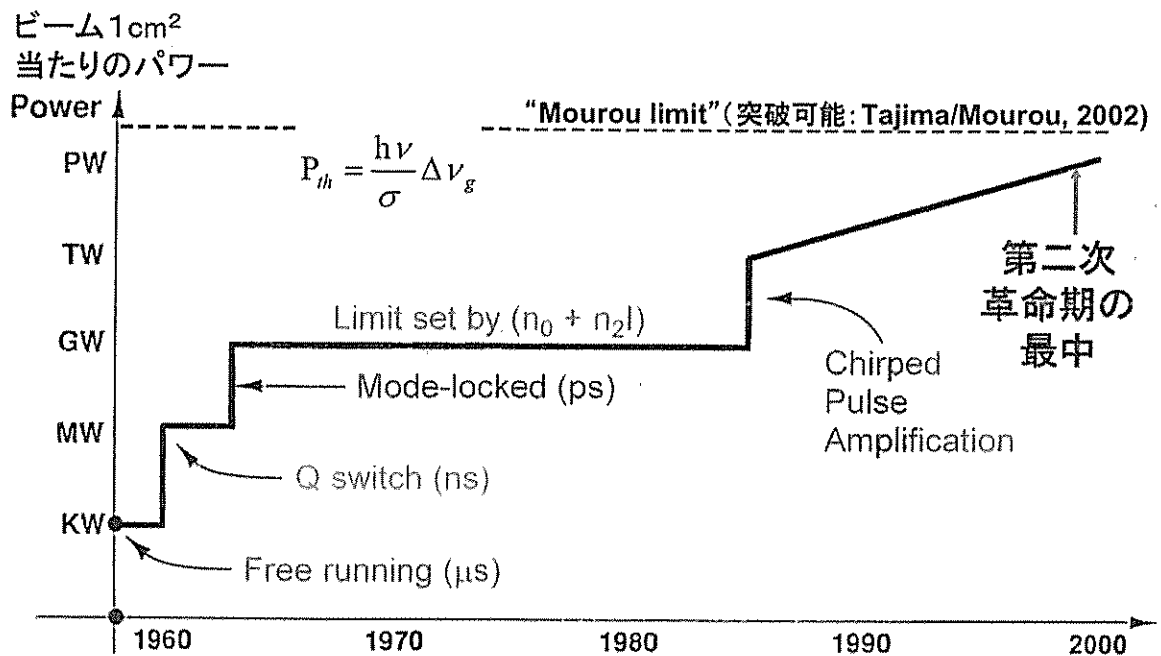 ビーム1cm²
当たりのパワー
Power
"Mourou limit"(突破可能: Tajima/Mourou, 2002)
PW
P_th = hν/σ Δν_g
TW
第二次
革命期の
最中
Limit set by (n₀ + n₂I)
GW
Chirped
Pulse
Amplification
Mode-locked (ps)
MW
Q switch (ns)
KW
Free running (μs)
1960 1970 1980 1990 2000